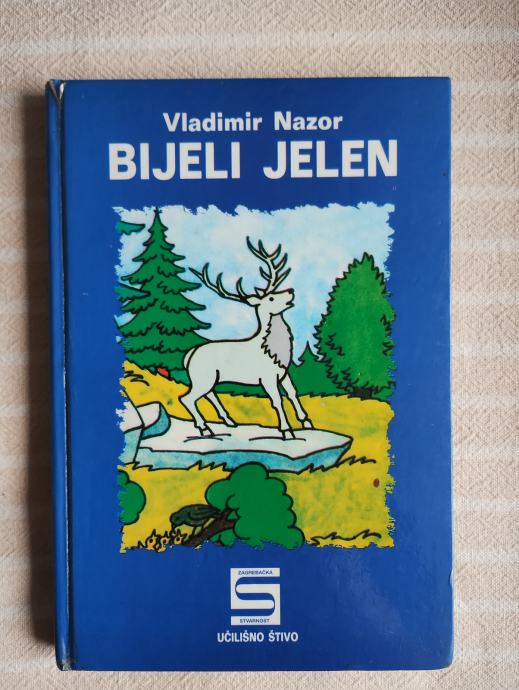 Vladimir Nazor
BIJELI JELEN
ZAGREBAČKA
S
STVARNOST
UČILIŠNO ŠTIVO